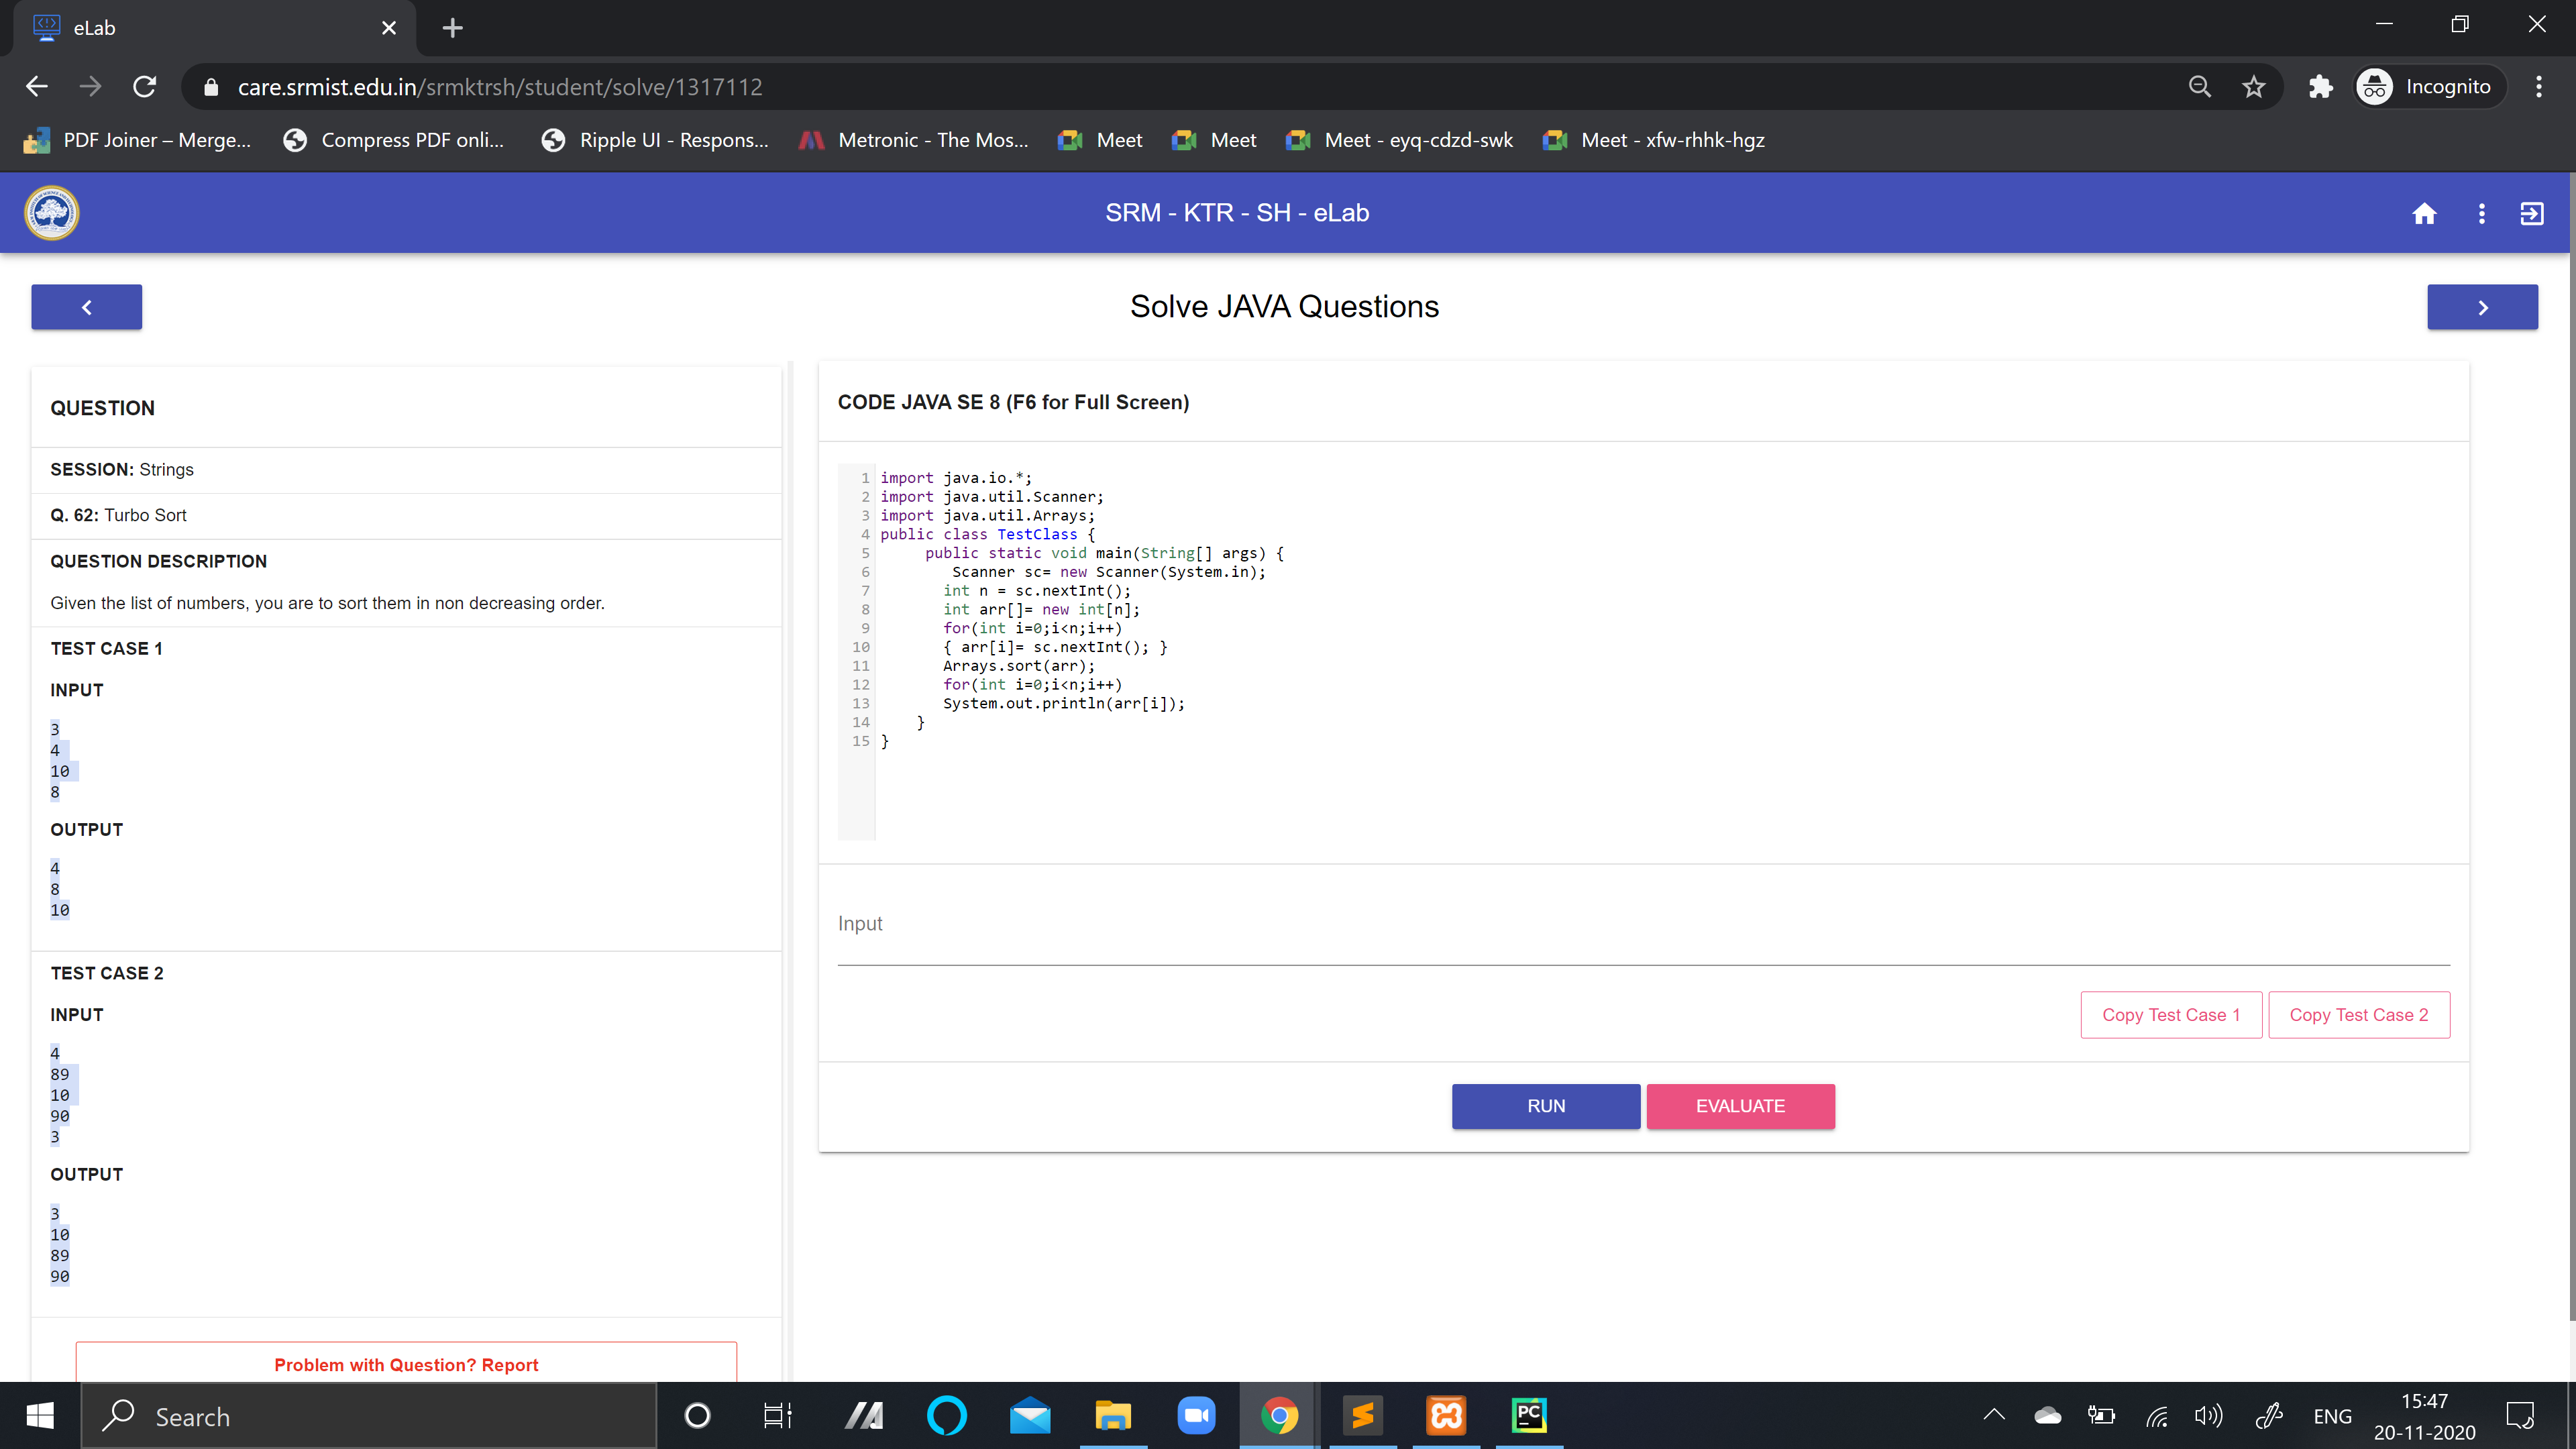 eLab
care.srmist.edu.in/srmktrsh/student/solve/1317112
Incognito
PDF Joiner – Merge...
Compress PDF onli...
Ripple UI - Respons...
Metronic - The Mos...
Meet
Meet
Meet - eyq-cdzd-swk
Meet - xfw-rhhk-hgz
SRM - KTR - SH - eLab
Solve JAVA Questions
QUESTION
SESSION: Strings
Q. 62: Turbo Sort
QUESTION DESCRIPTION
Given the list of numbers, you are to sort them in non decreasing order.
TEST CASE 1
INPUT
3
4
10
8
OUTPUT
4
8
10
TEST CASE 2
INPUT
4
89
10
90
3
OUTPUT
3
10
89
90
Problem with Question? Report
CODE JAVA SE 8 (F6 for Full Screen)
1 import java.io.*;
2 import java.util.Scanner;
3 import java.util.Arrays;
4 public class TestClass {
5 public static void main(String[] args) {
6 Scanner sc= new Scanner(System.in);
7 int n = sc.nextInt();
8 int arr[]= new int[n];
9 for(int i=0;i<n;i++)
10 { arr[i]= sc.nextInt(); }
11 Arrays.sort(arr);
12 for(int i=0;i<n;i++)
13 System.out.println(arr[i]);
14 }
15 }
Input
Copy Test Case 1
Copy Test Case 2
RUN
EVALUATE
Search
PC
ENG
15:47
20-11-2020